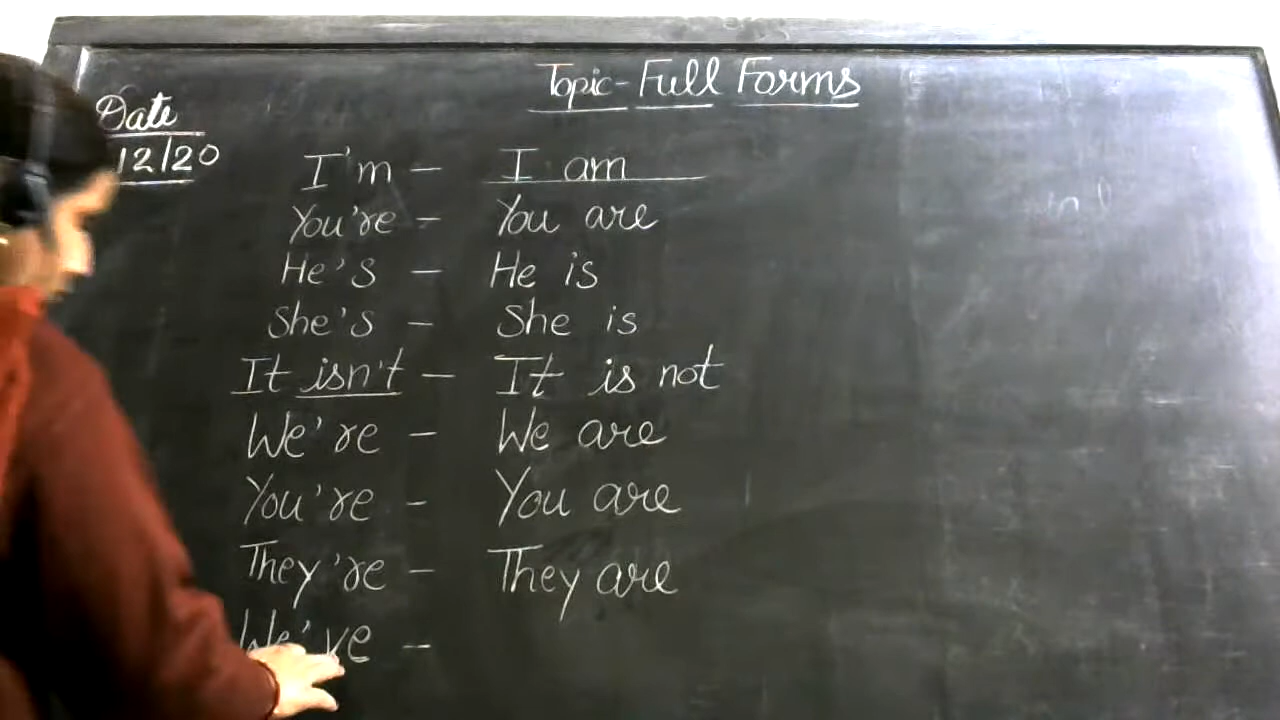 Topic-Full Forms
Date
12/20
I'm - I am
You're - You are
He's - He is
She's - She is
It isn't - It is not
We're - We are
You're - You are
They're - They are
We've -